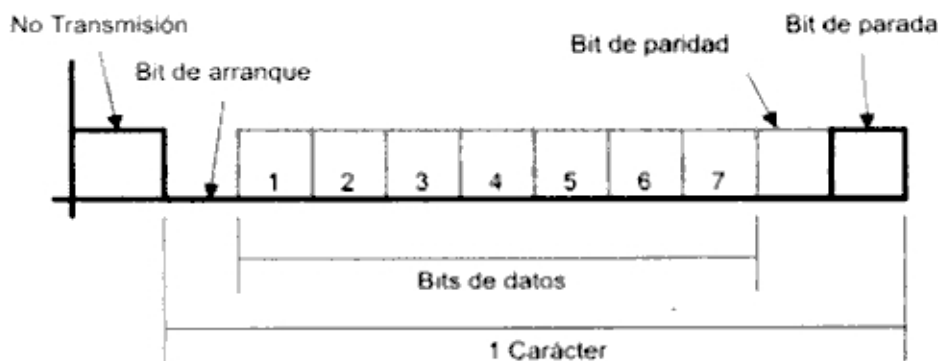 No Transmisión
Bit de arranque
Bit de paridad
Bit de parada
1 2 3 4 5 6 7
Bits de datos
1 Carácter